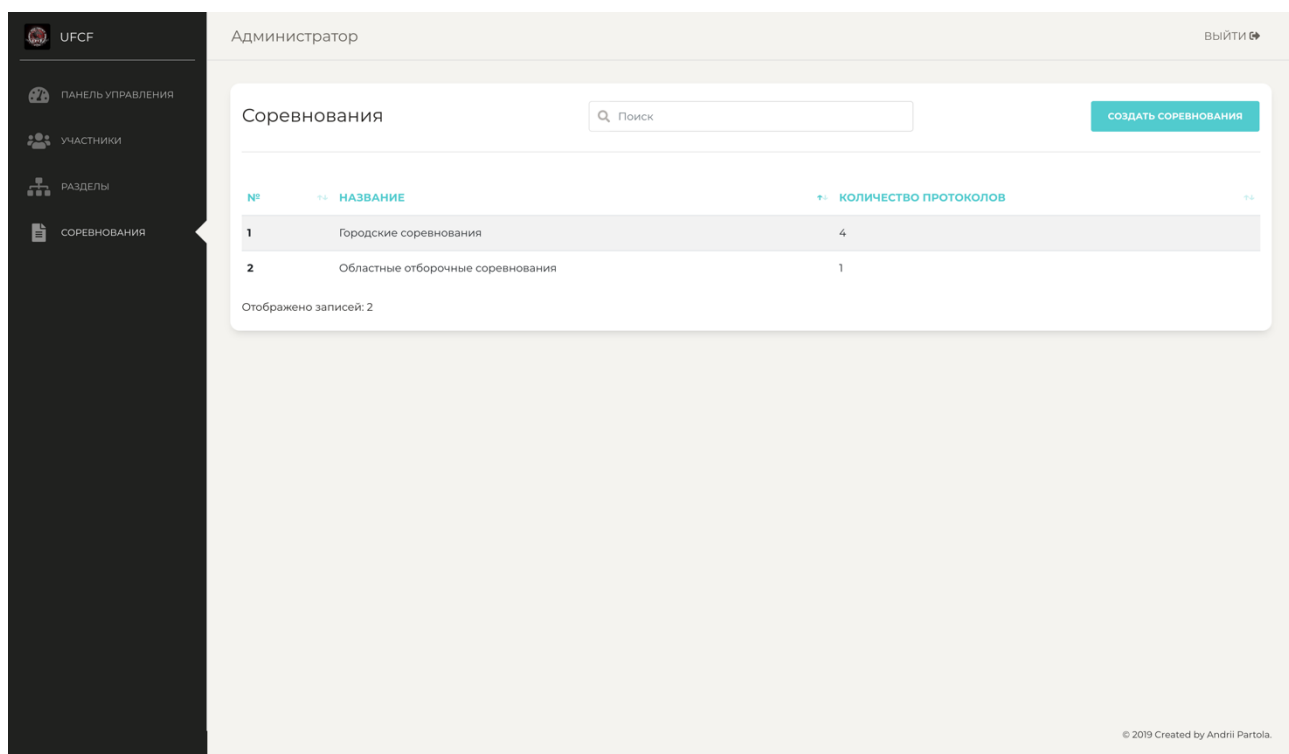 UFCF
Администратор
ВЫЙТИ
ПАНЕЛЬ УПРАВЛЕНИЯ
УЧАСТНИКИ
РАЗДЕЛЫ
СОРЕВНОВАНИЯ
Соревнования
Поиск
СОЗДАТЬ СОРЕВНОВАНИЯ
№ НАЗВАНИЕ КОЛИЧЕСТВО ПРОТОКОЛОВ
1 Городские соревнования 4
2 Областные отборочные соревнования 1
Отображено записей: 2
© 2019 Created by Andrii Partola.